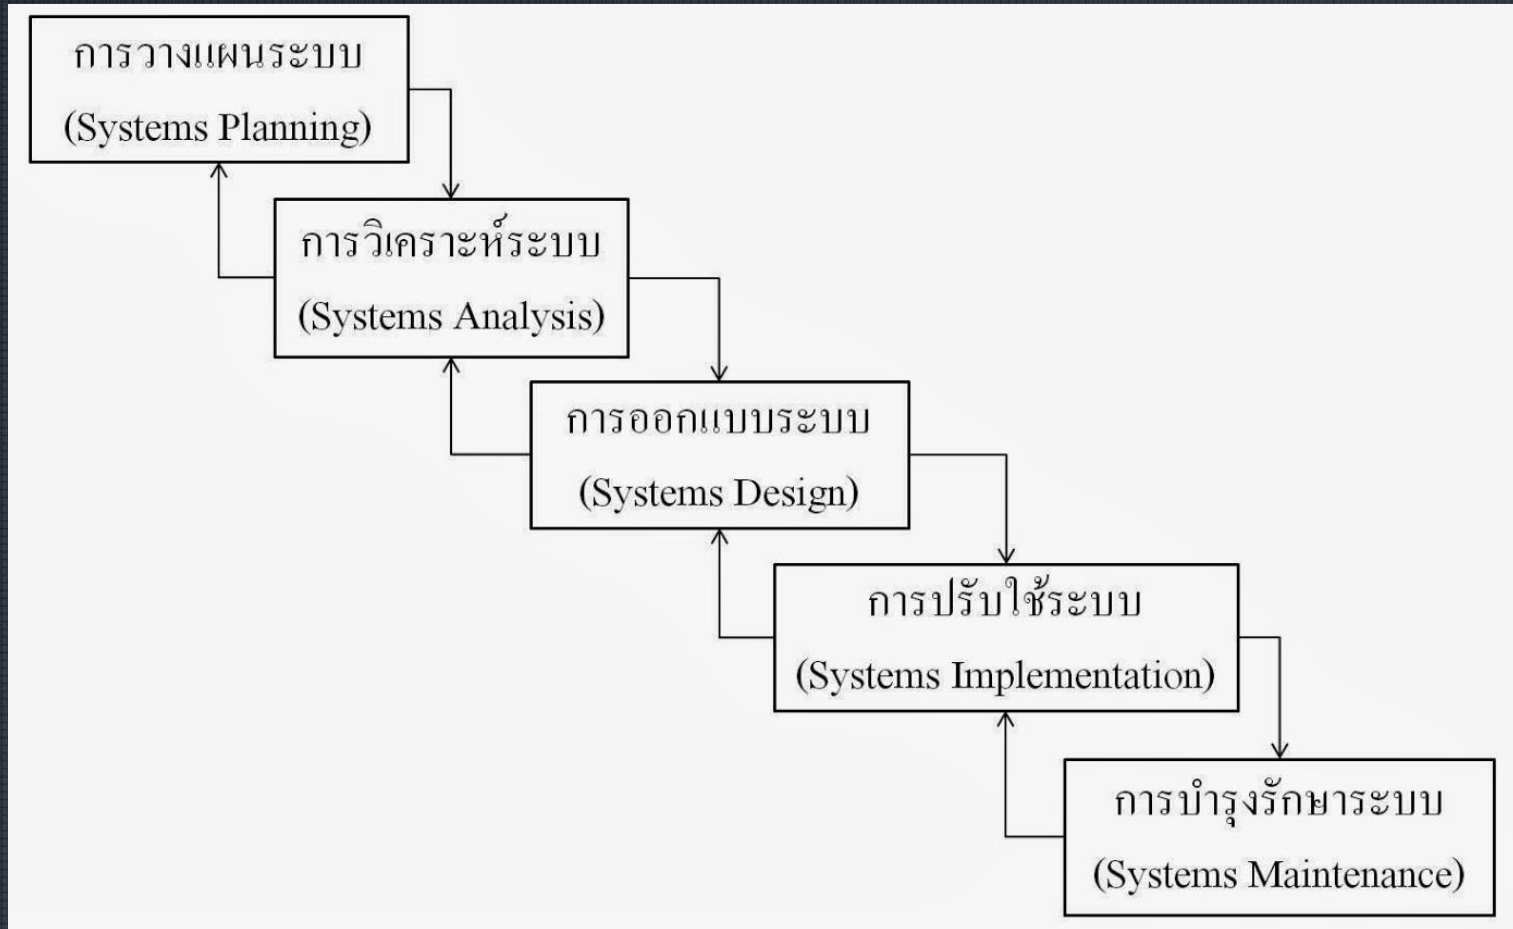 การวางแผนระบบ
(Systems Planning)
การวิเคราะห์ระบบ
(Systems Analysis)
การออกแบบระบบ
(Systems Design)
การปรับใช้ระบบ
(Systems Implementation)
การบำรุงรักษาระบบ
(Systems Maintenance)